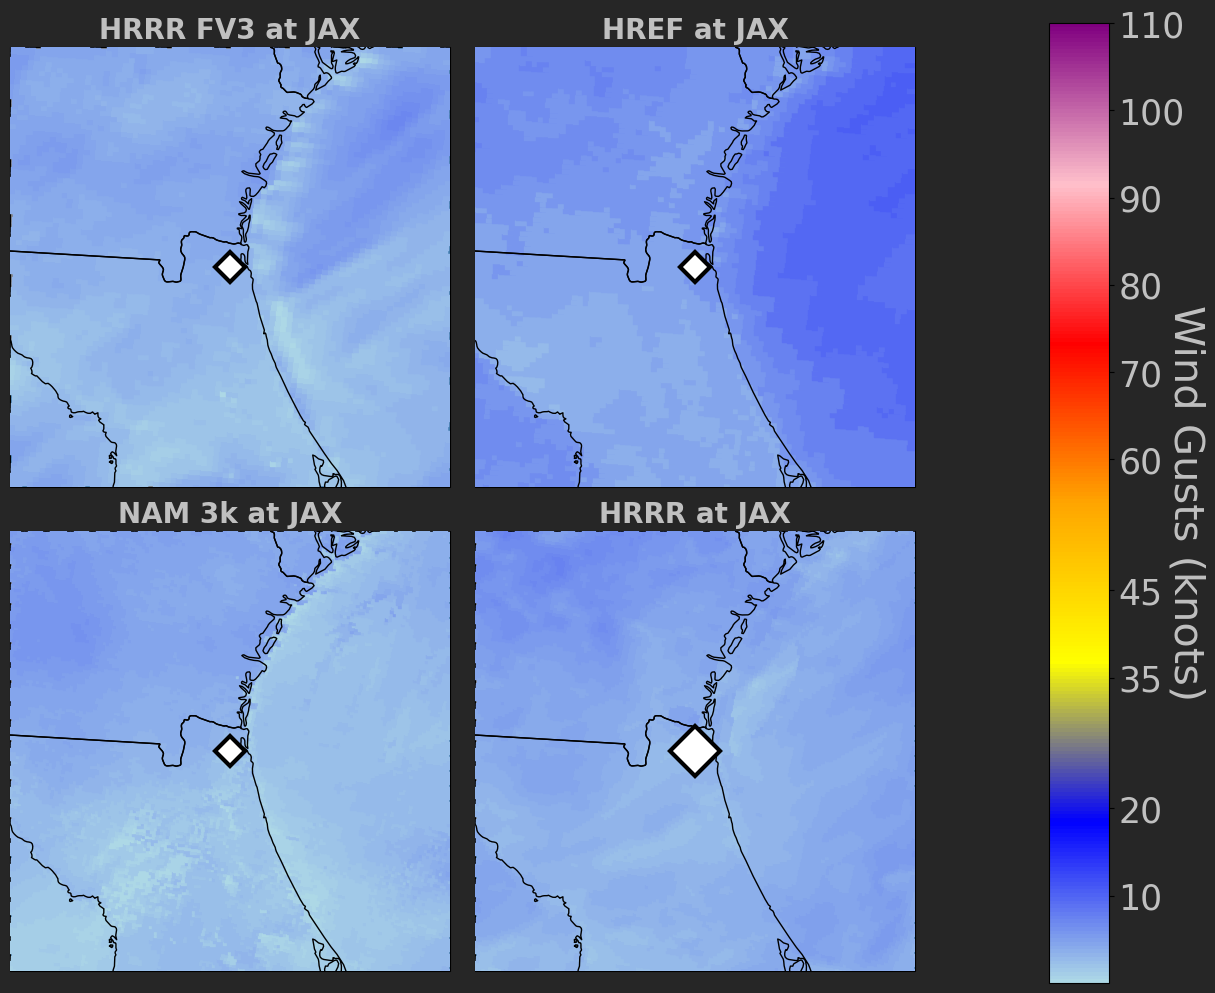 HRRR FV3 at JAX
HREF at JAX
NAM 3k at JAX
HRRR at JAX
110
100
90
80
70
60
45
35
20
10
Wind Gusts (knots)